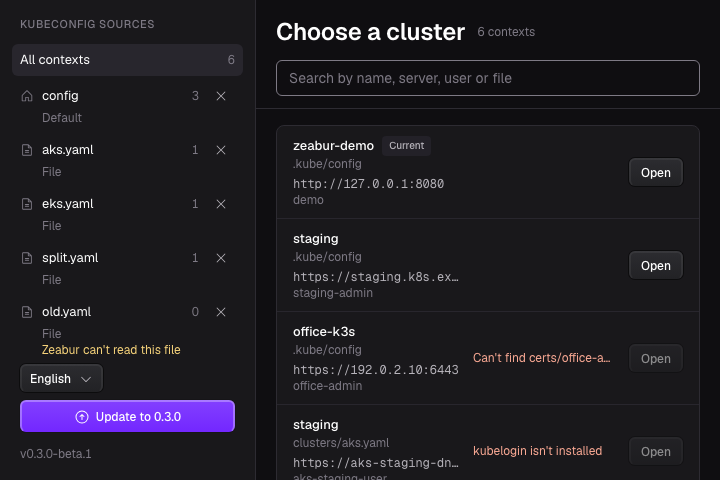 KUBECONFIG SOURCES
All contexts 6
config 3
Default
aks.yaml 1
File
eks.yaml 1
File
split.yaml 1
File
old.yaml 0
File
Zeabur can't read this file
English
Update to 0.3.0
v0.3.0-beta.1
Choose a cluster 6 contexts
Search by name, server, user or file
zeabur-demo Current
.kube/config
http://127.0.0.1:8080
demo
Open
staging
.kube/config
https://staging.k8s.ex…
staging-admin
Open
office-k3s
.kube/config
https://192.0.2.10:6443
office-admin
Can't find certs/office-a…
Open
staging
clusters/aks.yaml
https://aks-staging-dn…
aks-staging-user
kubelogin isn't installed
Open